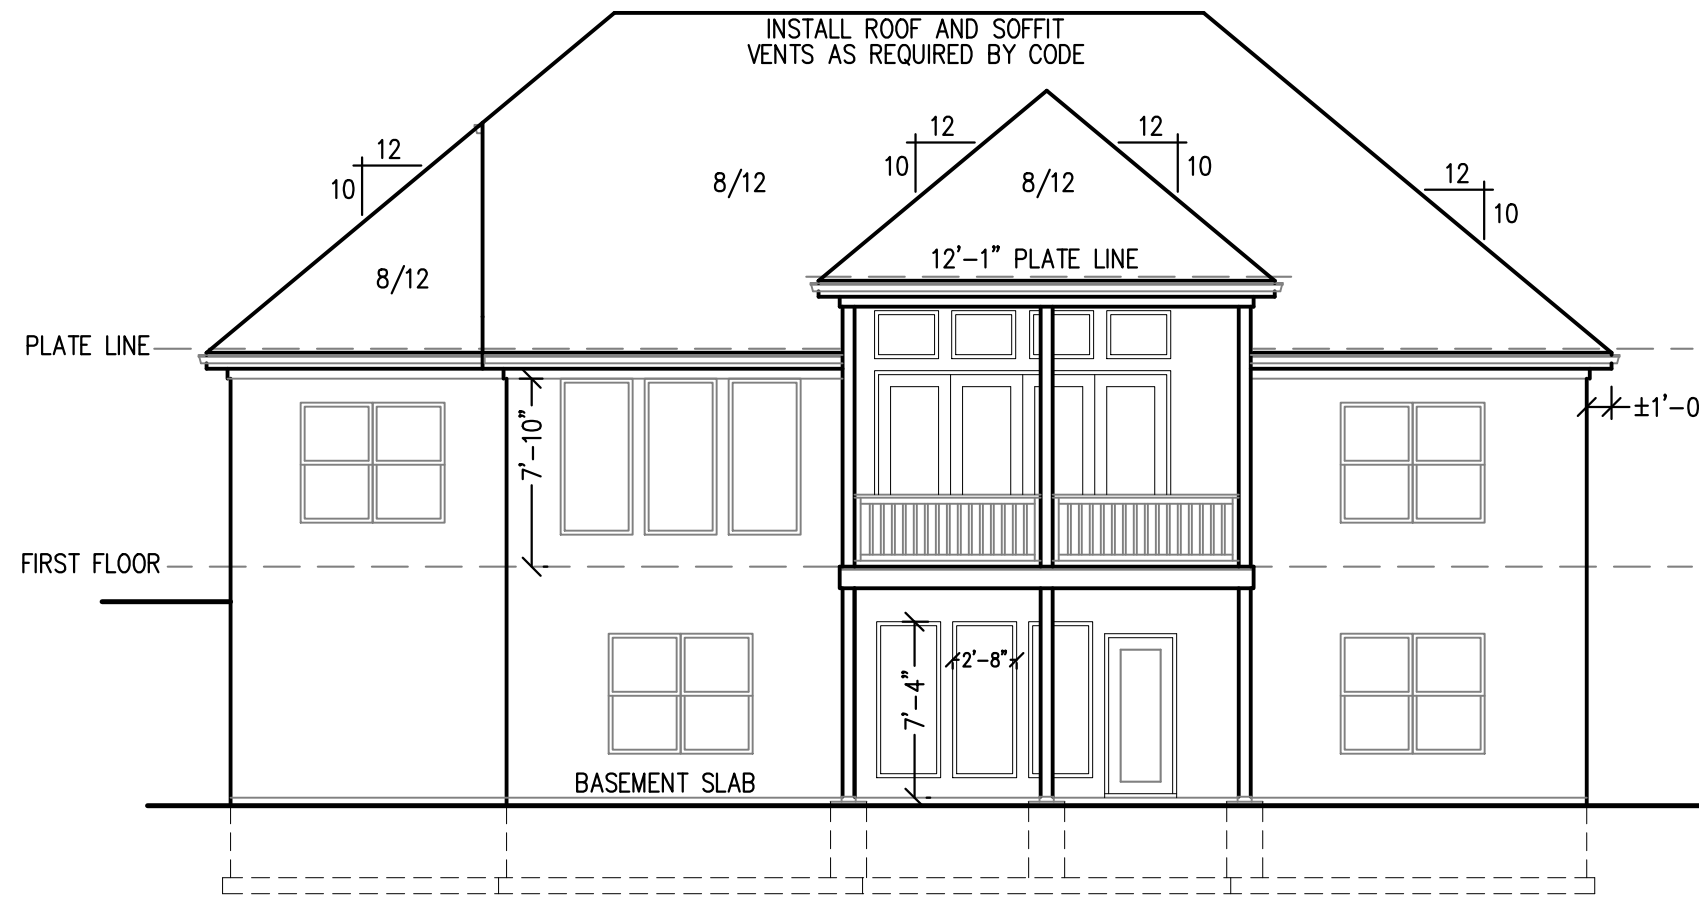 INSTALL ROOF AND SOFFIT
VENTS AS REQUIRED BY CODE
12
10
12
10
12
10
12
10
8/12
8/12
8/12
12'-1" PLATE LINE
PLATE LINE
±1'-0
7'-10"
FIRST FLOOR
2'-8"
7'-4"
BASEMENT SLAB